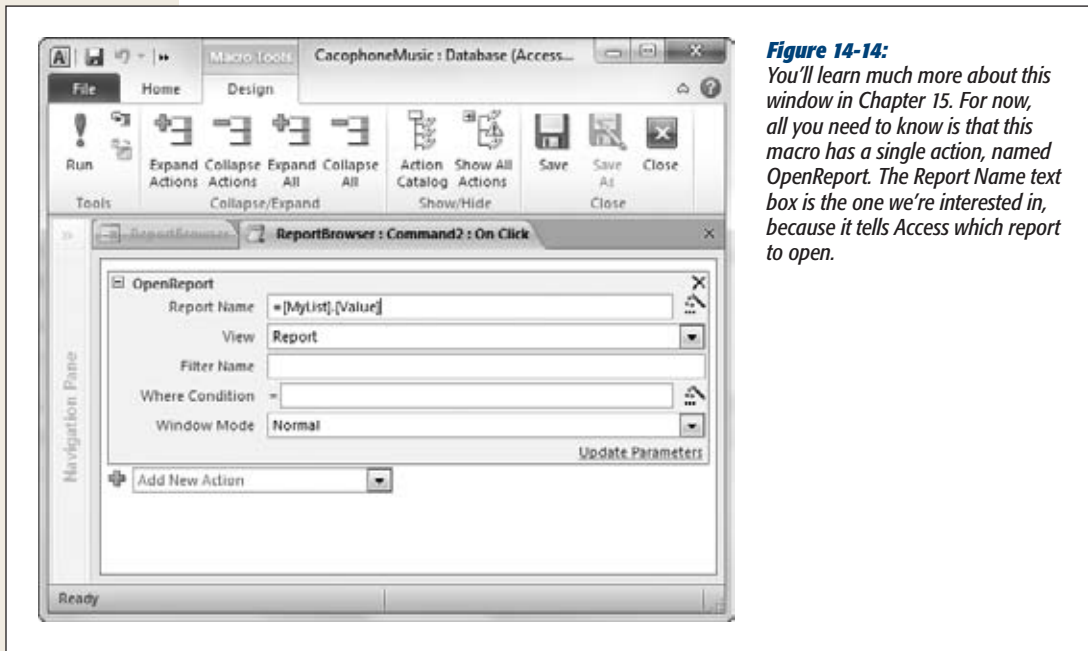 Macro Tools
CacophoneMusic : Database (Access...
File
Home
Design
Run
Expand Actions
Collapse Actions
Expand All
Collapse All
Action Catalog
Show All Actions
Save
Save As
Close
Tools
Collapse/Expand
Show/Hide
Close
ReportBrowser
ReportBrowser : Command2 : On Click
Navigation Pane
OpenReport
Report Name
=[MyList].[Value]
View
Report
Filter Name
Where Condition
=
Window Mode
Normal
Update Parameters
Add New Action
Ready
Figure 14-14:
You’ll learn much more about this
window in Chapter 15. For now,
all you need to know is that this
macro has a single action, named
OpenReport. The Report Name text
box is the one we’re interested in,
because it tells Access which report
to open.